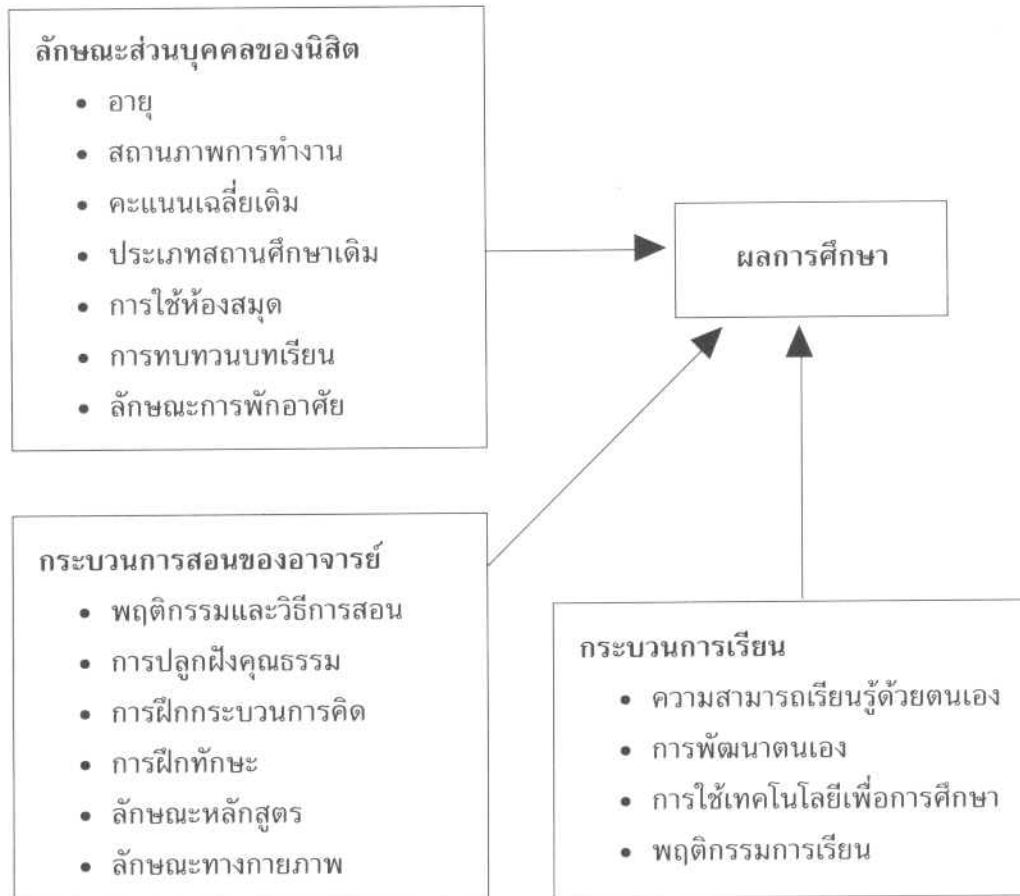 ลักษณะส่วนบุคคลของนิสิต
• อายุ
• สถานภาพการทำงาน
• คะแนนเฉลี่ยเดิม
• ประเภทสถานศึกษาเดิม
• การใช้ห้องสมุด
• การทบทวนบทเรียน
• ลักษณะการพักอาศัย
ผลการศึกษา
กระบวนการสอนของอาจารย์
• พฤติกรรมและวิธีการสอน
• การปลูกฝังคุณธรรม
• การฝึกกระบวนการคิด
• การฝึกทักษะ
• ลักษณะหลักสูตร
• ลักษณะทางกายภาพ
กระบวนการเรียน
• ความสามารถเรียนรู้ด้วยตนเอง
• การพัฒนาตนเอง
• การใช้เทคโนโลยีเพื่อการศึกษา
• พฤติกรรมการเรียน